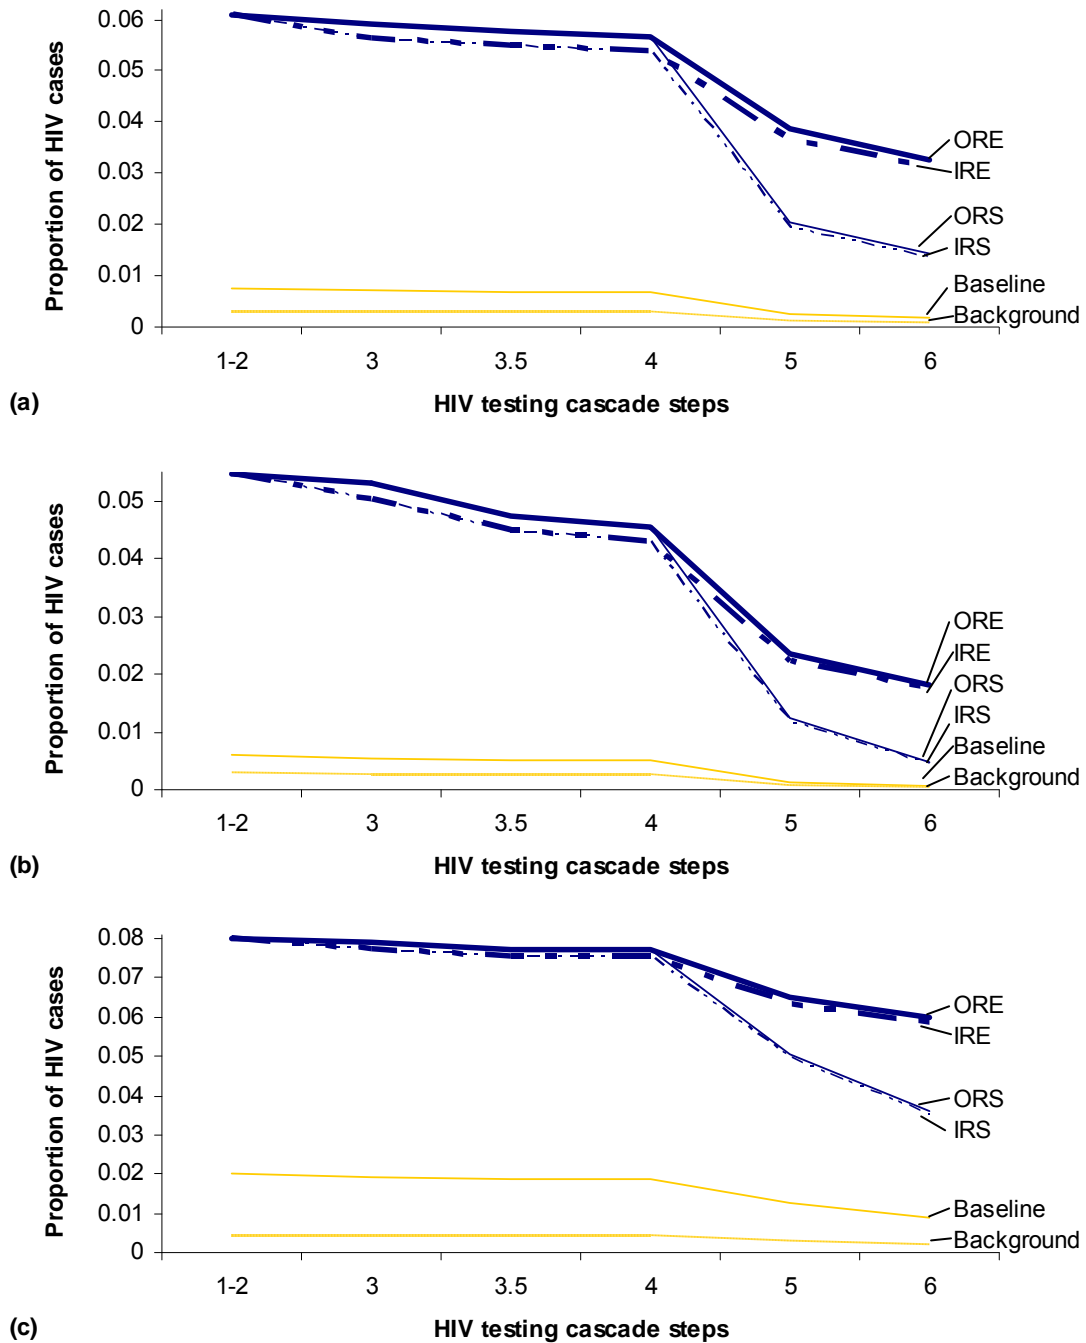 Proportion of HIV cases
0.06
0.05
0.04
0.03
0.02
0.01
0
ORE
IRE
ORS
IRS
Baseline
Background
1-2 3 3.5 4 5 6
(a)
HIV testing cascade steps
Proportion of HIV cases
0.05
0.04
0.03
0.02
0.01
0
ORE
IRE
ORS
IRS
Baseline
Background
1-2 3 3.5 4 5 6
(b)
HIV testing cascade steps
Proportion of HIV cases
0.08
0.07
0.06
0.05
0.04
0.03
0.02
0.01
0
ORE
IRE
ORS
IRS
Baseline
Background
1-2 3 3.5 4 5 6
(c)
HIV testing cascade steps